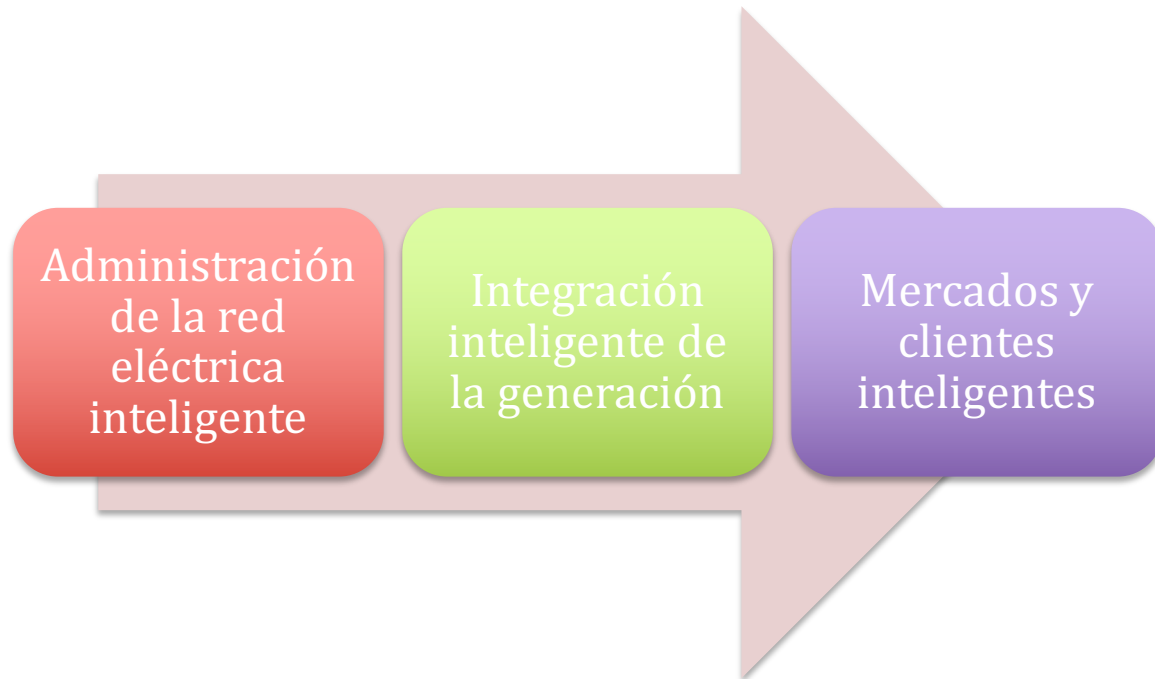 Administración
de la red
eléctrica
inteligente
Integración
inteligente de
la generación
Mercados y
clientes
inteligentes